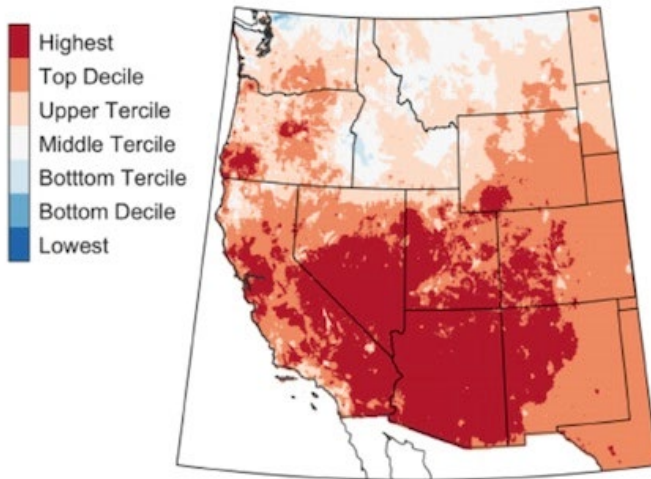 Highest
Top Decile
Upper Tercile
Middle Tercile
Botttom Tercile
Bottom Decile
Lowest